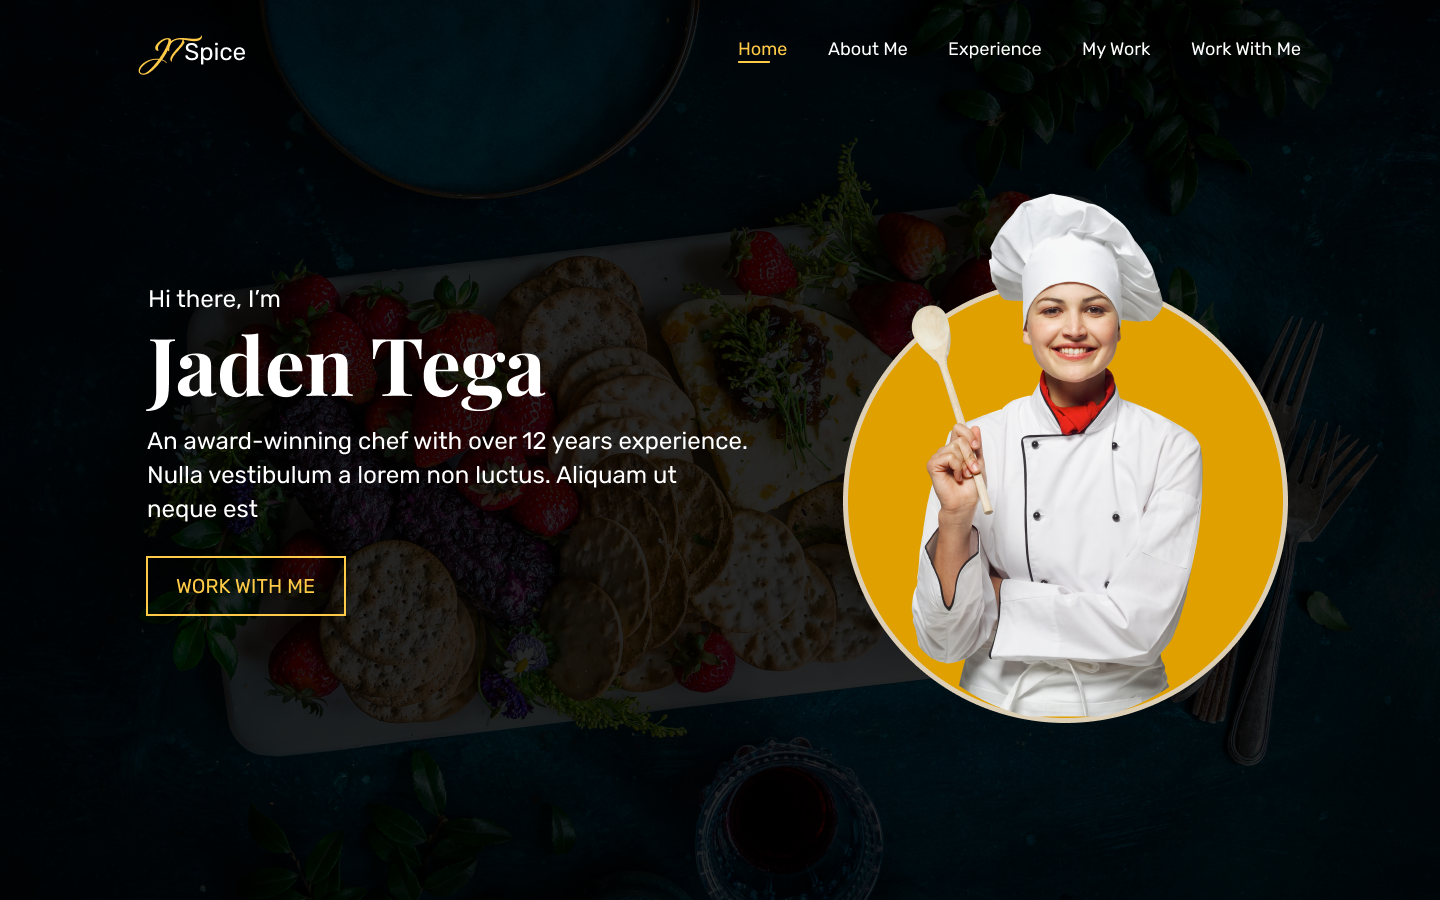 JTSpice
Home About Me Experience My Work Work With Me
Hi there, I'm
Jaden Tega
An award-winning chef with over 12 years experience.
Nulla vestibulum a lorem non luctus. Aliquam ut
neque est
WORK WITH ME